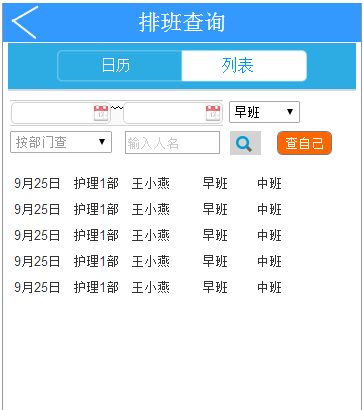 排班查询
日历 列表
~ 早班
按部门查 输入人名 查自己
9月25日 护理1部 王小燕 早班 中班
9月25日 护理1部 王小燕 早班 中班
9月25日 护理1部 王小燕 早班 中班
9月25日 护理1部 王小燕 早班 中班
9月25日 护理1部 王小燕 早班 中班